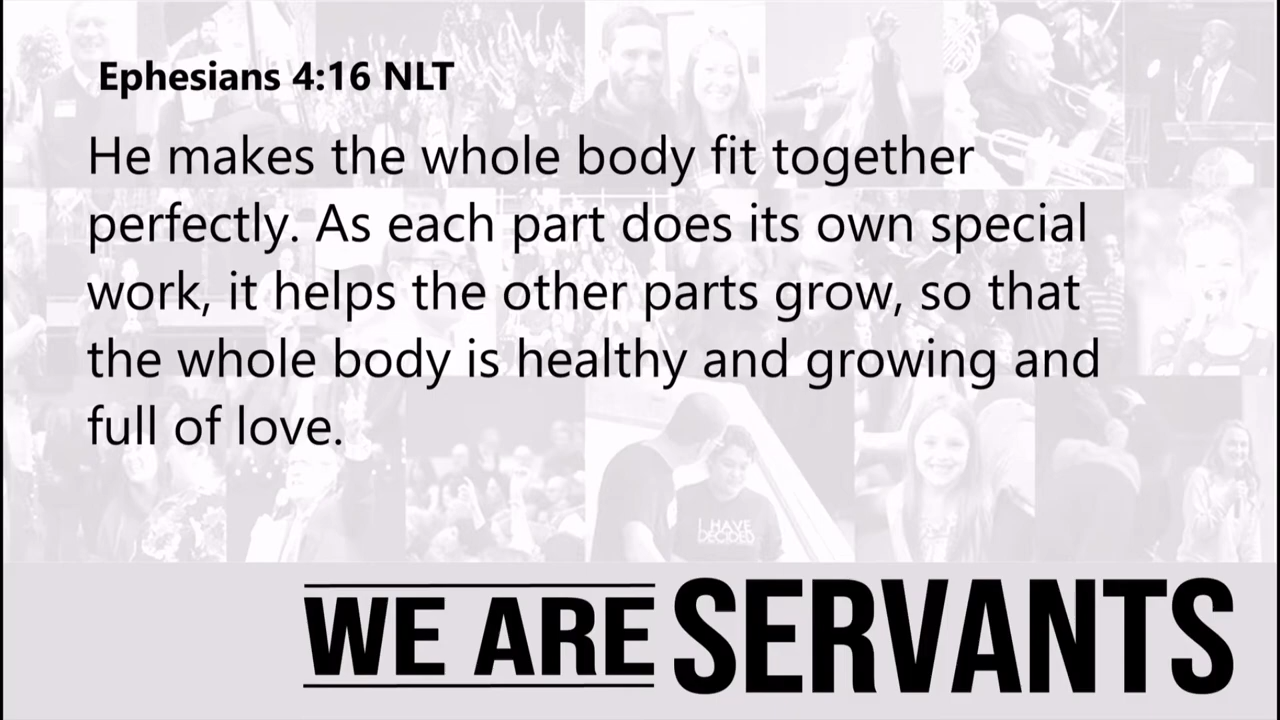 Ephesians 4:16 NLT
He makes the whole body fit together
perfectly. As each part does its own special
work, it helps the other parts grow, so that
the whole body is healthy and growing and
full of love.
I HAVE
DECIDED
WE ARE SERVANTS